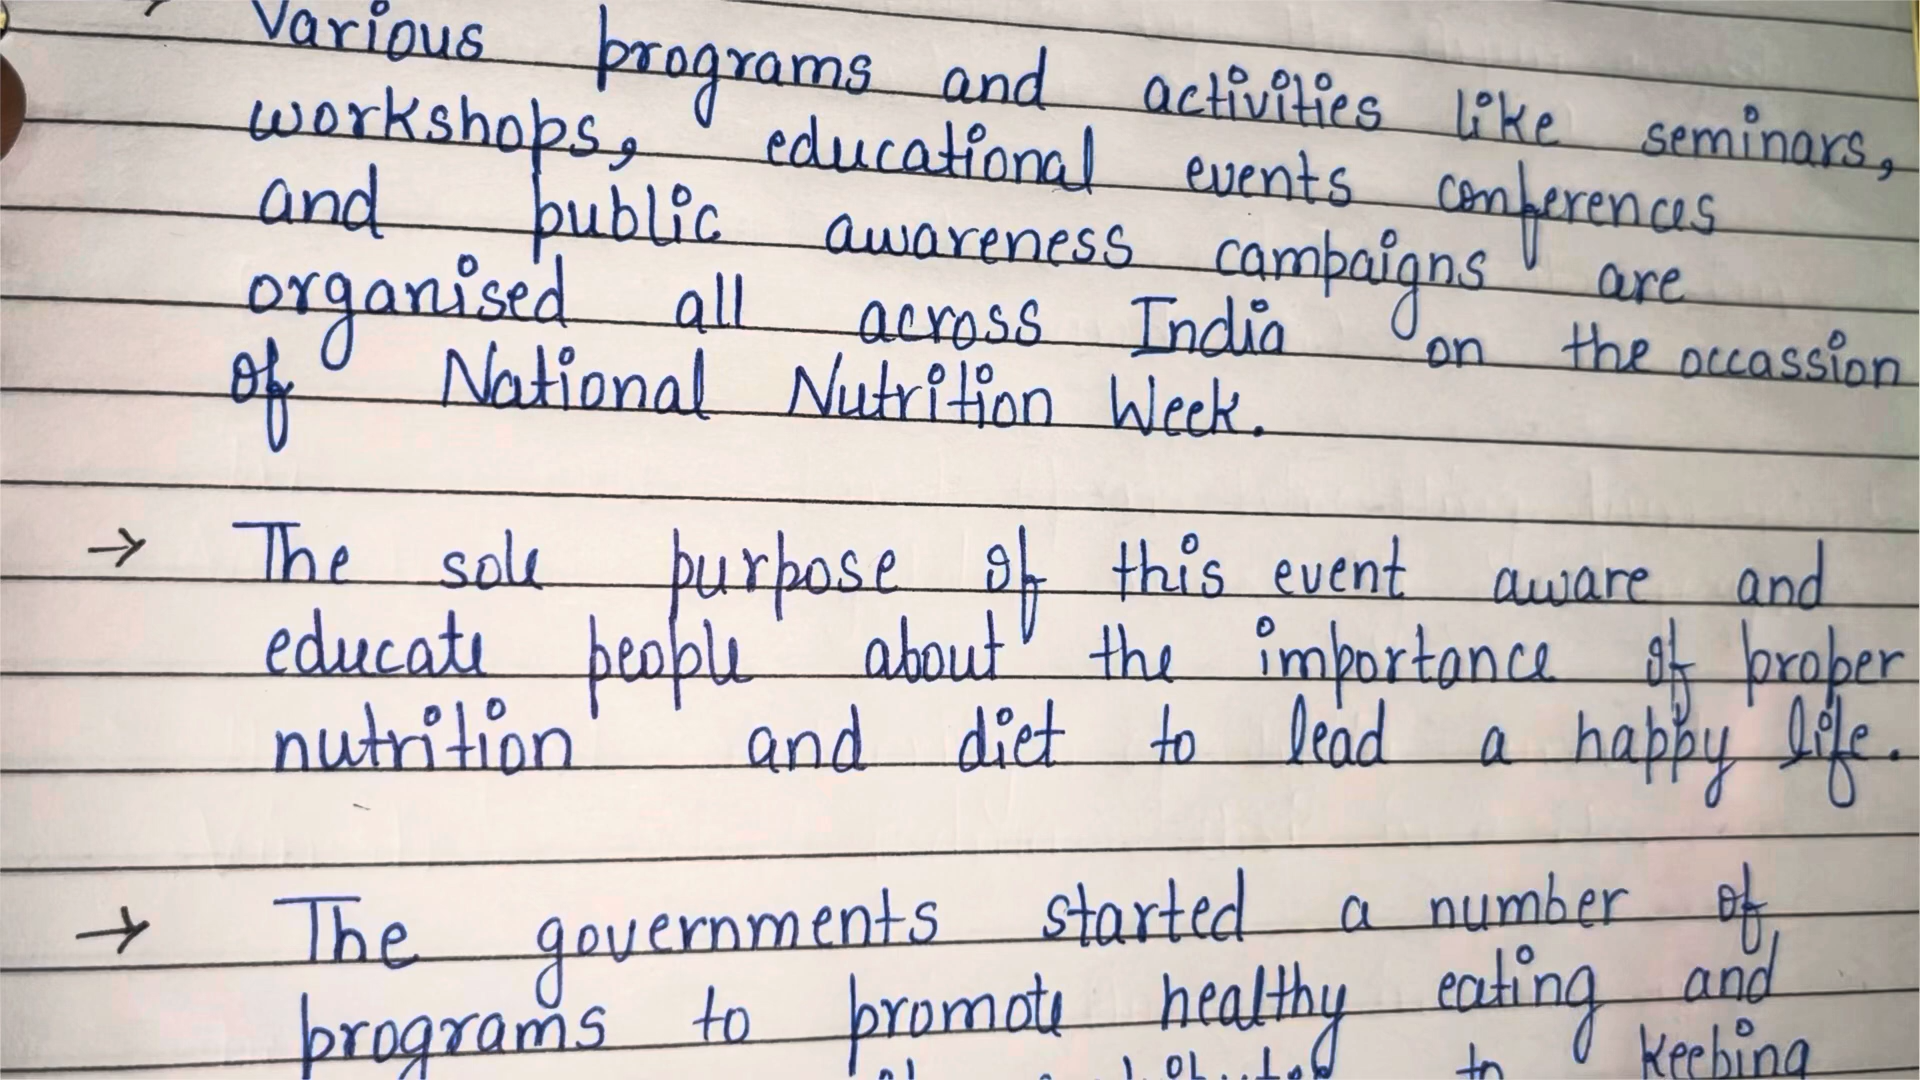 Various programs and activities like seminars,
workshops, educational events conferences
and public awareness campaigns are
organised all across India on the occassion
of National Nutrition Week.
→ The sole purpose of this event aware and
educate people about the importance of proper
nutrition and diet to lead a happy life.
→ The governments started a number of
programs to promote healthy eating and
to keeping